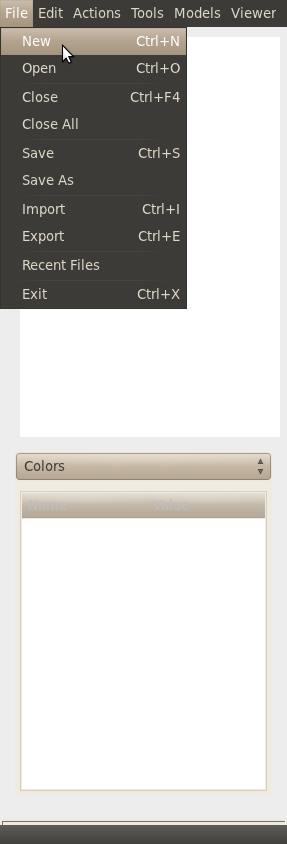 File Edit Actions Tools Models Viewer
New Ctrl+N
Open Ctrl+O
Close Ctrl+F4
Close All
Save Ctrl+S
Save As
Import Ctrl+I
Export Ctrl+E
Recent Files
Exit Ctrl+X
Colors
Name Value